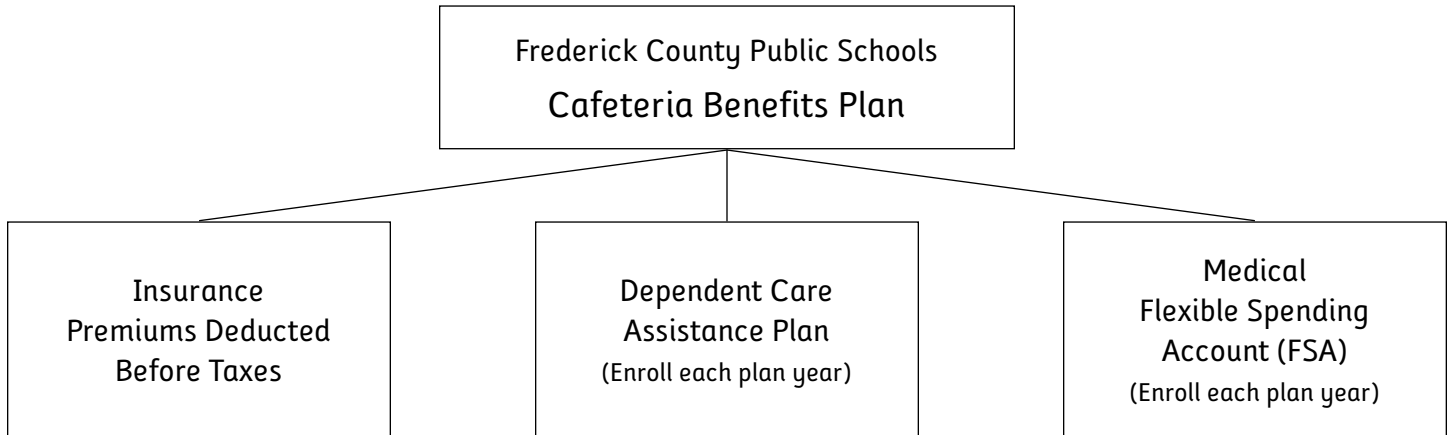 Frederick County Public Schools
Cafeteria Benefits Plan
Insurance
Premiums Deducted
Before Taxes
Dependent Care
Assistance Plan
(Enroll each plan year)
Medical
Flexible Spending
Account (FSA)
(Enroll each plan year)